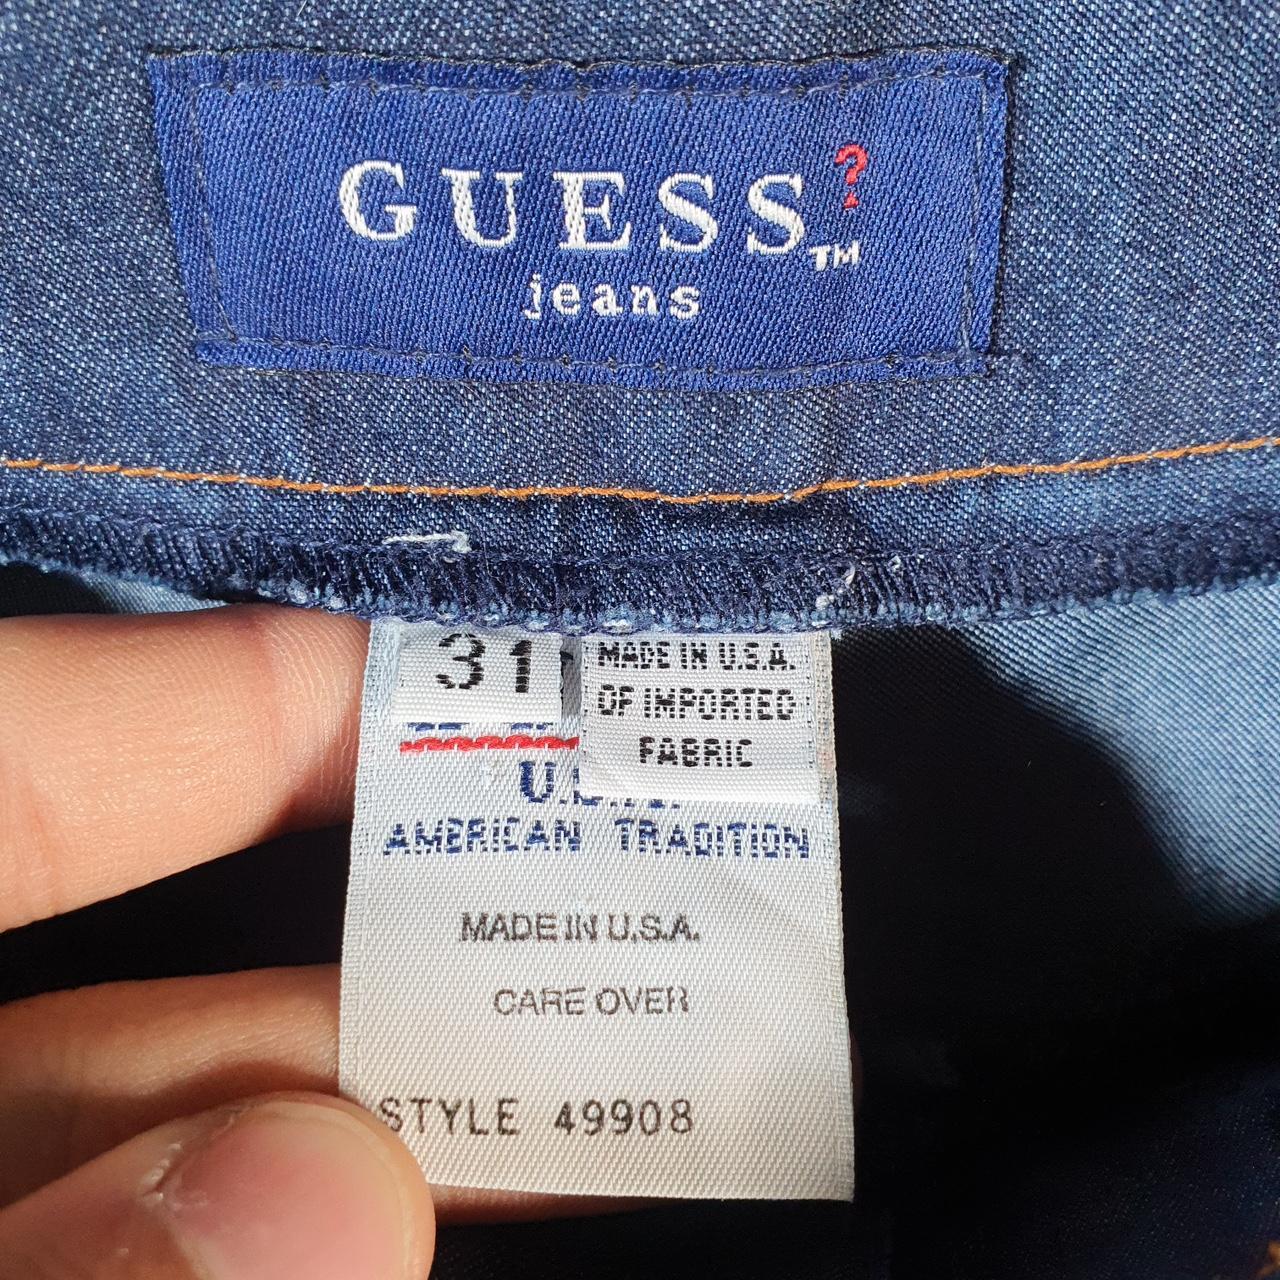 GUESS?
TM
jeans
31
MADE IN U.S.A.
OF IMPORTED
FABRIC
AMERICAN TRADITION
MADE IN U.S.A.
CARE OVER
STYLE 49908